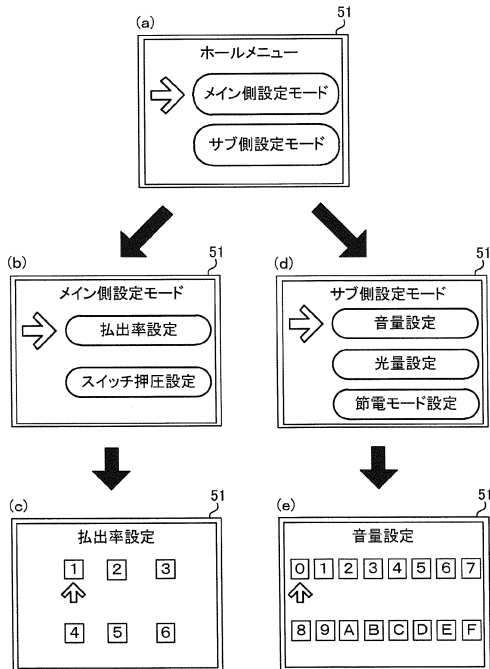 (a)
51
ホールメニュー
メイン側設定モード
サブ側設定モード
(b)
51
メイン側設定モード
払出率設定
スイッチ押圧設定
(d)
51
サブ側設定モード
音量設定
光量設定
節電モード設定
(c)
51
払出率設定
1 2 3
4 5 6
(e)
51
音量設定
0 1 2 3 4 5 6 7
8 9 A B C D E F